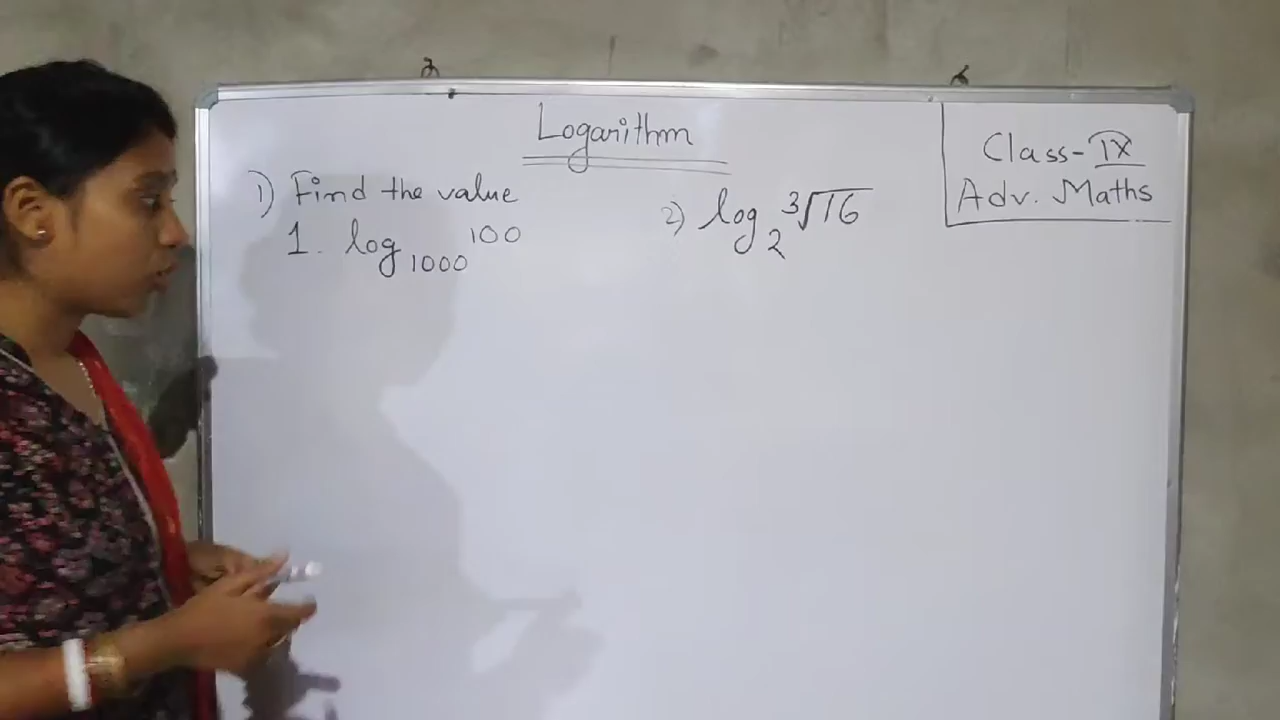 Logarithm
Class-IX
Adv. Maths
1) Find the value
1. log₁₀₀₀ 100
2) log₂ ³√16